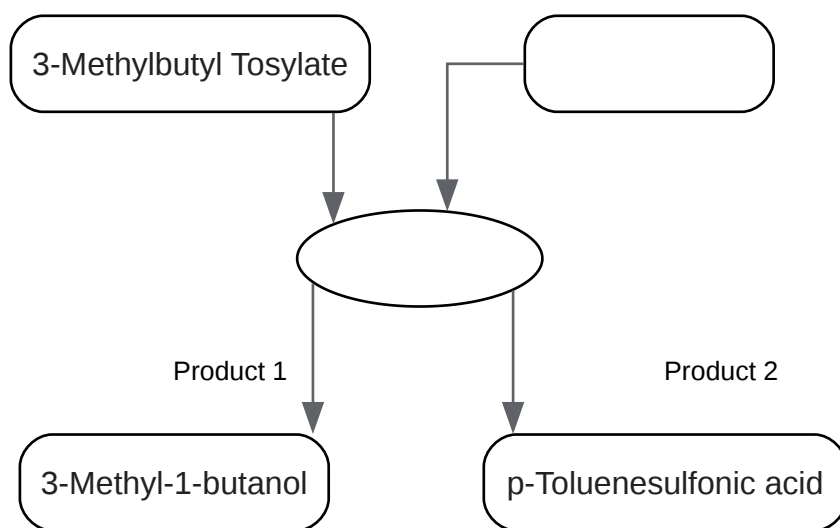 3-Methylbutyl Tosylate
Product 1
Product 2
3-Methyl-1-butanol
p-Toluenesulfonic acid